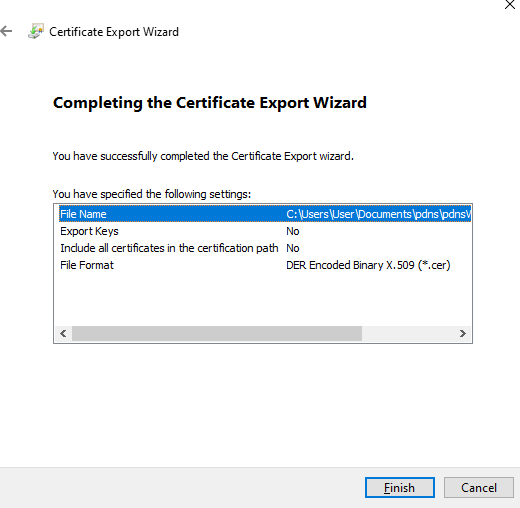 Certificate Export Wizard
Completing the Certificate Export Wizard
You have successfully completed the Certificate Export wizard.
You have specified the following settings:
File Name C:\Users\User\Documents\pdns\pdnsV
Export Keys No
Include all certificates in the certification path No
File Format DER Encoded Binary X.509 (*.cer)
Finish Cancel